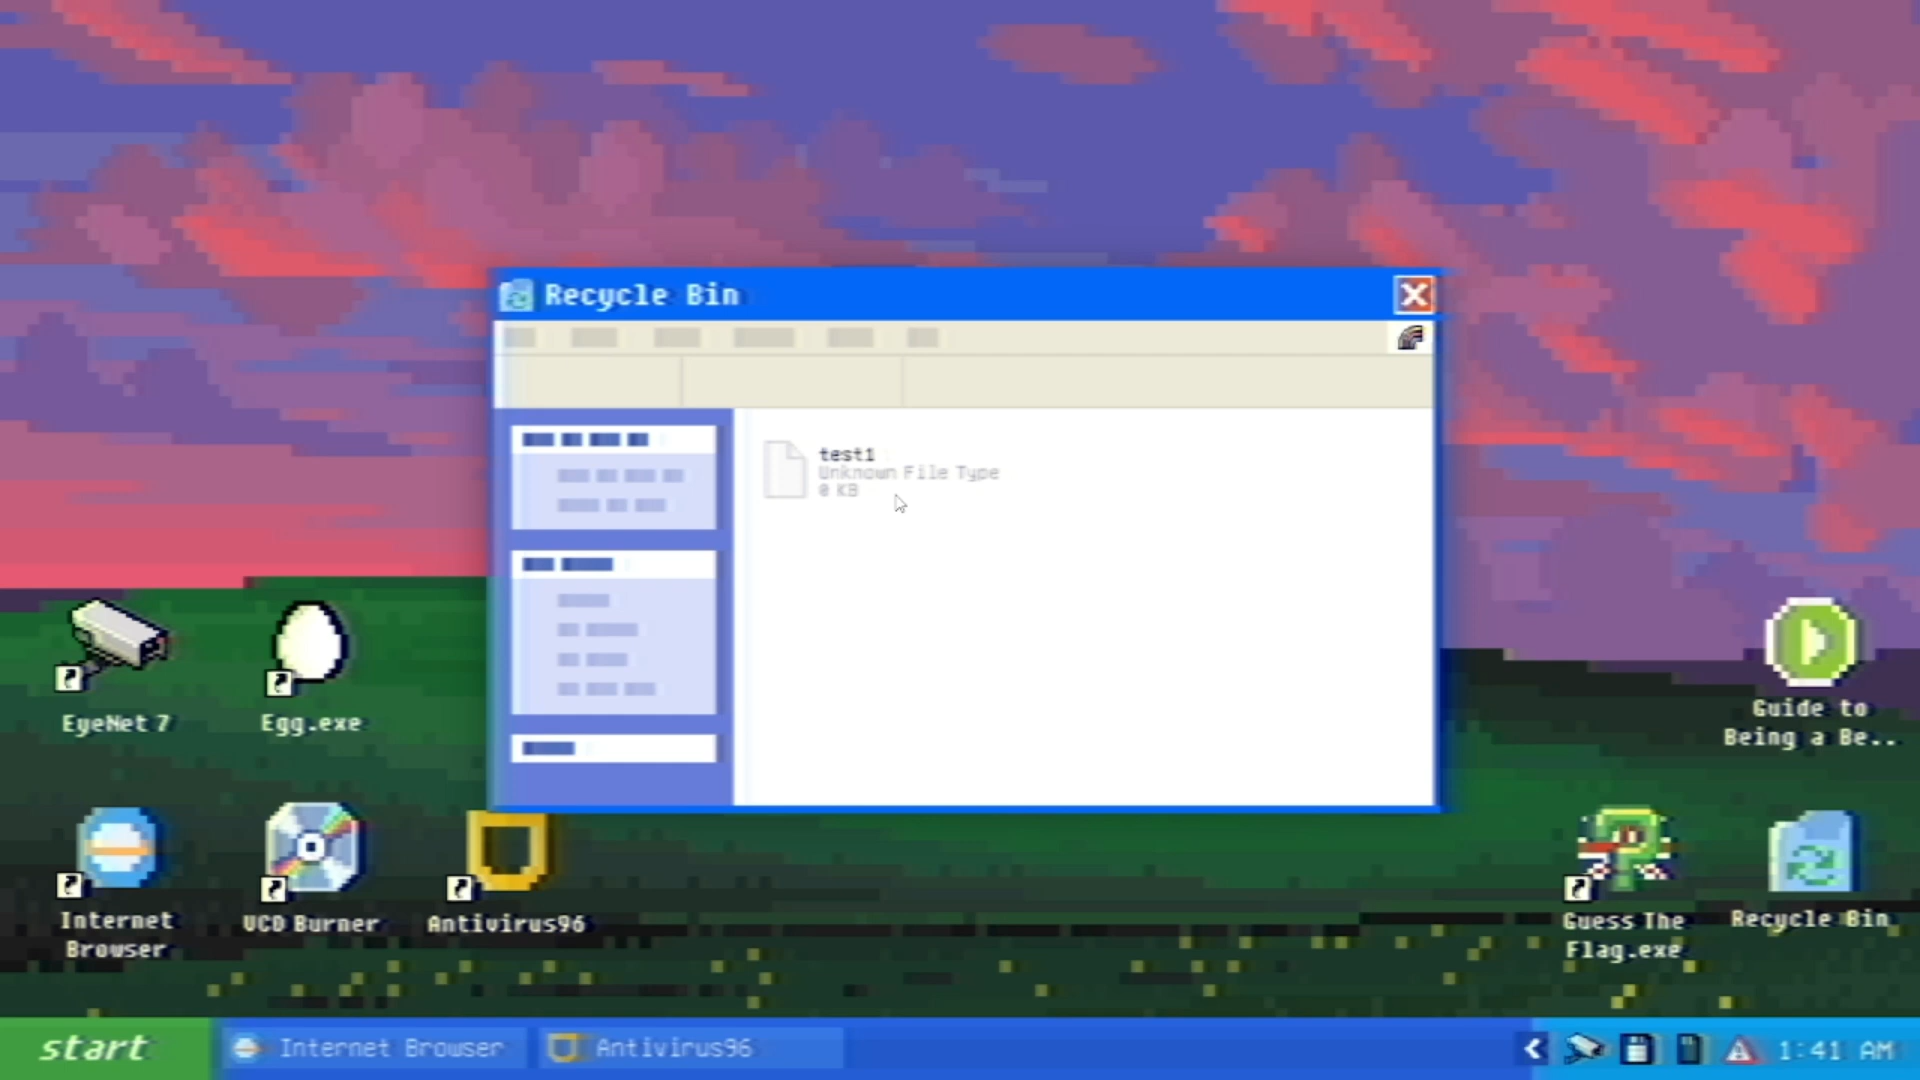 Recycle Bin
test1
Unknown File Type
0 KB
EyeNet 7
Egg.exe
Guide to
Being a Be..
Internet
Browser
VCD Burner
Antivirus96
Guess The
Flag.exe
Recycle Bin
start
Internet Browser
Antivirus96
1:41 AM